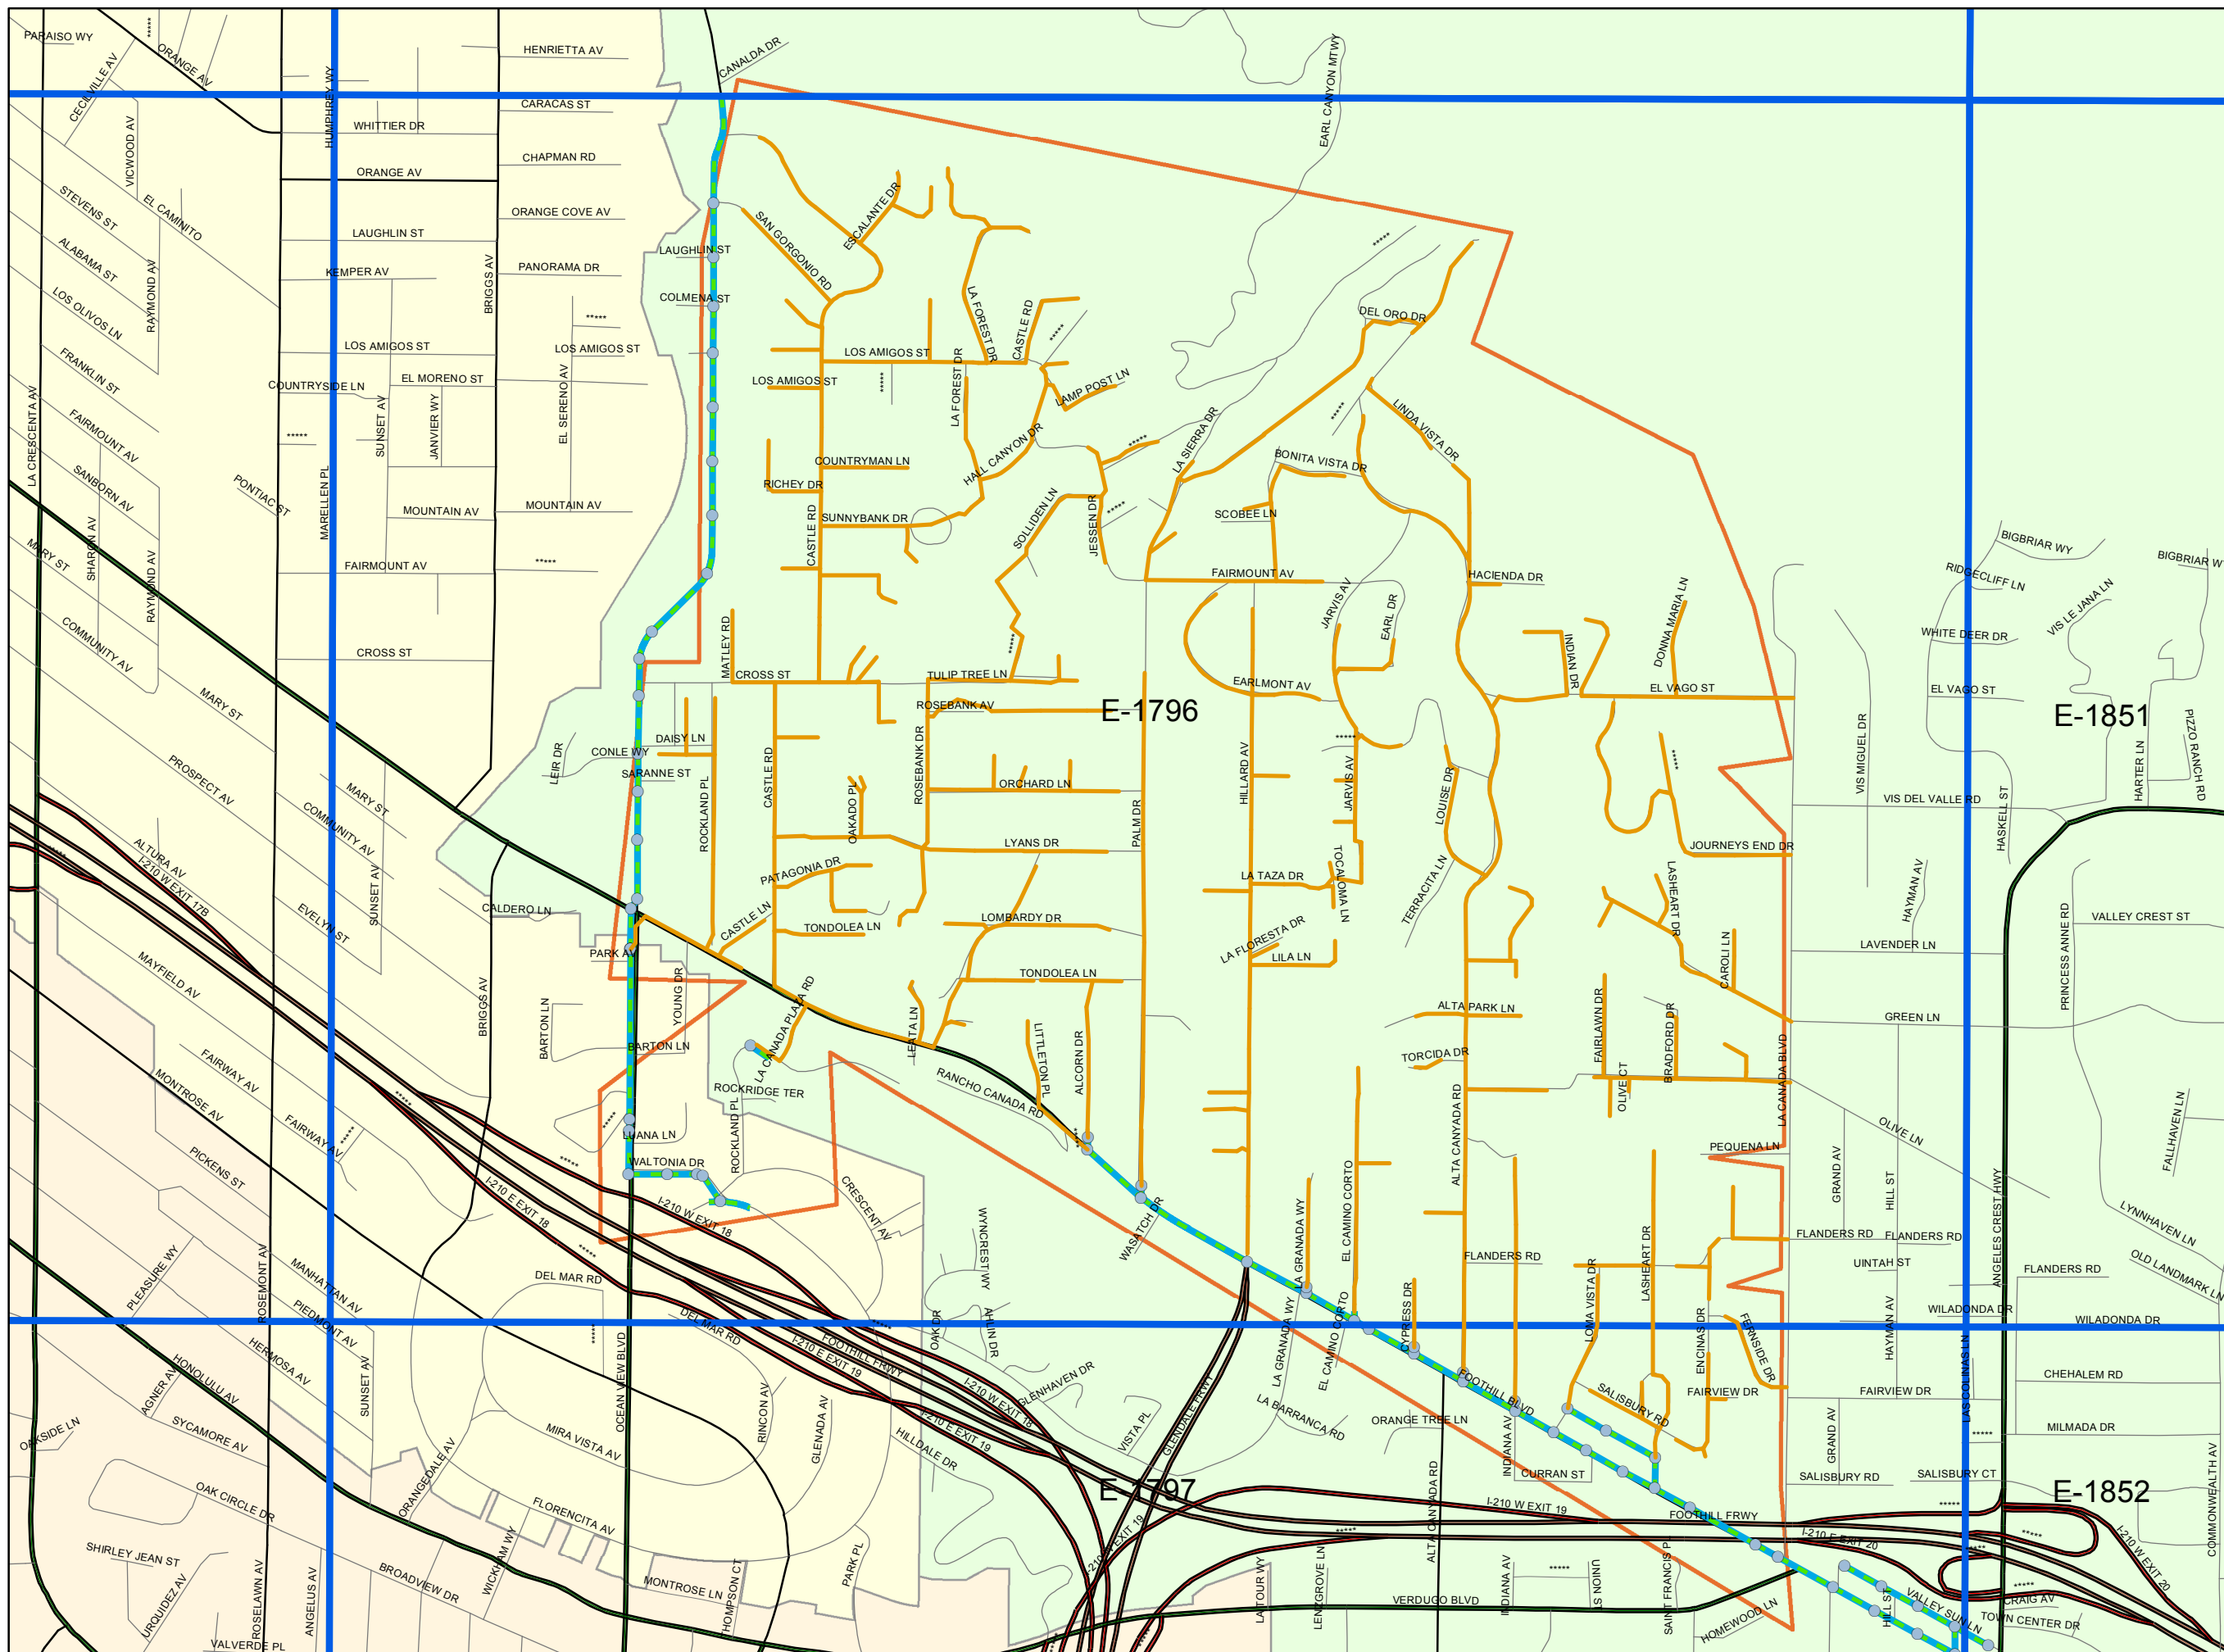 PARAISO WY
*****
ORANGE AV
CECILVILLE AV
HUMPHREY WY
HENRIETTA AV
CANALDA DR
EARL CANYON MTWY
CARACAS ST
VICWOOD AV
WHITTIER DR
CHAPMAN RD
ORANGE AV
STEVENS ST
EL CAMINITO
ORANGE COVE AV
ESCALANTE DR
SAN GORGONIO RD
ALABAMA ST
LAUGHLIN ST
LAUGHLIN ST
*****
RAYMOND AV
KEMPER AV
BRIGGS AV
PANORAMA DR
LOS OLIVOS LN
COLMENA ST
LA FOREST DR
CASTLE RD
*****
DEL ORO DR
*****
LOS AMIGOS ST
LOS AMIGOS ST
LOS AMIGOS ST
FRANKLIN ST
COUNTRYSIDE LN
EL MORENO ST
LOS AMIGOS ST
*****
LA FOREST DR
LAMP POST LN
LA CRESCENTA AV
FAIRMOUNT AV
*****
SUNSET AV
JANVIER WY
EL SERENO AV
HALL CANYON DR
*****
LA SIERRA DR
*****
LINDA VISTA DR
SANBORN AV
PONTIAC ST
MARELLEN PL
COUNTRYMAN LN
BONITA VISTA DR
RICHEY DR
MOUNTAIN AV
MOUNTAIN AV
SUNNYBANK DR
SOLLIDEN LN
JESSEN DR
*****
SCOBEE LN
CASTLE RD
SHARON AV
MARY ST
RAYMOND AV
FAIRMOUNT AV
*****
FAIRMOUNT AV
HACIENDA DR
BIGBRIAR WY
BIGBRIAR W
RIDGECLIFF LN
VIS LE JANA LN
COMMUNITY AV
JARVIS AV
EARL DR
DONNA MARIA LN
WHITE DEER DR
CROSS ST
MATLEY RD
CROSS ST
TULIP TREE LN
*****
EARLMONT AV
INDIAN DR
EL VAGO ST
EL VAGO ST
MARY ST
ROSEBANK AV
E-1796
E-1851
LEIR DR
DAISY LN
CONLE WY
SARANNE ST
*****
*****
VIS MIGUEL DR
HARTER LN
PIZZO RANCH RD
PROSPECT AV
MARY ST
COMMUNITY AV
ROCKLAND PL
CASTLE RD
OAKADO PL
ROSEBANK DR
ORCHARD LN
HILLARD AV
JARVIS AV
LOUISE DR
VIS DEL VALLE RD
HASKELL ST
ALTURA AV
*****
I-210 W EXIT 17B
LYANS DR
PALM DR
JOURNEYS END DR
PATAGONIA DR
LA TAZA DR
TOCALOMA LN
TERRACITA LN
LASHEART DR
HAYMAN AV
SUNSET AV
EVELYN ST
CALDERO LN
CASTLE LN
TONDOLEA LN
LOMBARDY DR
LA FLORESTA DR
LILA LN
CAROLI LN
LAVENDER LN
VALLEY CREST ST
PRINCESS ANNE RD
MAYFIELD AV
PARK AV
TONDOLEA LN
BRIGGS AV
BARTON LN
YOUNG DR
LA CANADA PLAZA RD
LEATA LN
LITTLETON PL
ALCORN DR
ALTA PARK LN
FAIRLAWN DR
BRADFORD DR
GREEN LN
BARTON LN
TORCIDA DR
OLIVE CT
LA CANADA BLVD
FAIRWAY AV
MONTROSE AV
*****
ROCKRIDGE TER
RANCHO CANADA RD
FAIRWAY AV
*****
*****
LUANA LN
ROCKLAND PL
*****
ALTA CANYADA RD
PEQUENA LN
OLIVE LN
FALLHAVEN LN
PICKENS ST
*****
WALTONIA DR
CRESCENT AV
EL CAMINO CORTO
GRAND AV
HILL ST
ANGELES CREST HWY
I-210 E EXIT 18
I-210 W EXIT 18
WYNCREST WY
WASATCH DR
LA GRANADA WY
FLANDERS RD
LASHEART DR
FLANDERS RD
FLANDERS RD
LYNNHAVEN LN
PLEASURE WY
ROSEMONT AV
MANHATTAN AV
*****
DEL MAR RD
LOMA VISTA DR
UINTAH ST
FLANDERS RD
OLD LANDMARK LN
PIEDMONT AV
HERMOSA AV
*****
DEL MAR RD
*****
FOOTHILL FRWY
OAK DR
AHLIN DR
LA GRANADA WY
EL CAMINO CORTO
CYPRESS DR
ENCINAS DR
FERNSIDE DR
HAYMAN AV
WILADONDA DR
WILADONDA DR
HONOLULU AV
AGNER AV
SUNSET AV
OCEAN VIEW BLVD
I-210 E EXIT 19
I-210 W EXIT 18
GLENHAVEN DR
GLENDALE FRWY
FOOTHILL BLVD
SALISBURY RD
FAIRVIEW DR
FAIRVIEW DR
LAS COLINAS LN
CHEHALEM RD
OAKSIDE LN
SYCAMORE AV
MIRA VISTA AV
RINCON AV
GLENADA AV
I-210 E EXIT 19
HILLDALE DR
VISTA PL
LA BARRANCA RD
ORANGE TREE LN
INDIANA AV
GRAND AV
*****
MILMADA DR
ORANGEDALE AV
CURRAN ST
SALISBURY RD
SALISBURY CT
COMMONWEALTH AV
OAK CIRCLE DR
E-1797
ALTA CANYADA RD
I-210 W EXIT 19
E-1852
FLORENCITA AV
WICKHAM WY
*****
FOOTHILL FRWY
*****
SHIRLEY JEAN ST
I-210 W EXIT 19
I-210 E EXIT 20
*****
*****
I-210 W EXIT 20
URQUIDEZ AV
ROSELAWN AV
ANGELUS AV
BROADVIEW DR
MONTROSE LN
THOMPSON CT
PARK PL
LA TOUR WY
LENZGROVE LN
VERDUGO BLVD
INDIANA AV
*****
UNION ST
SAINT FRANCIS P
HOMEWOOD LN
HILL ST
VALLEY SUN LN
*****
CRAIG AV
TOWN CENTER DR
VALVERDE PL
*****
*****